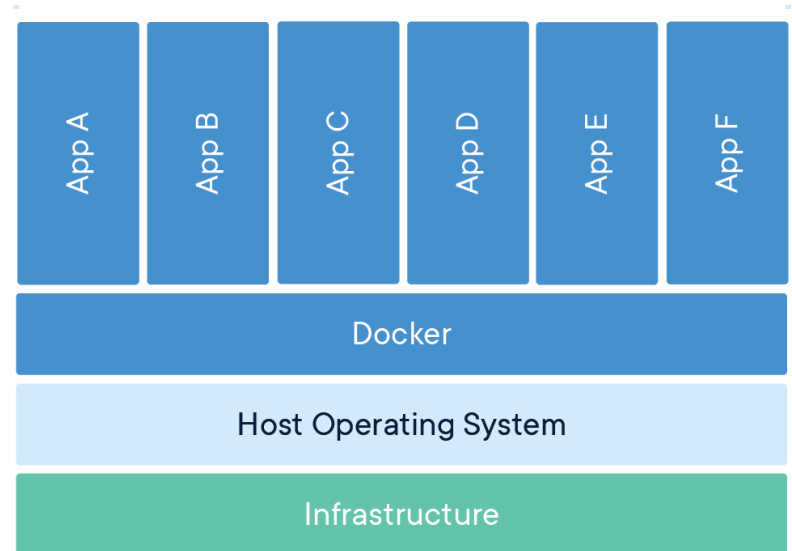 App A
App B
App C
App D
App E
App F
Docker
Host Operating System
Infrastructure